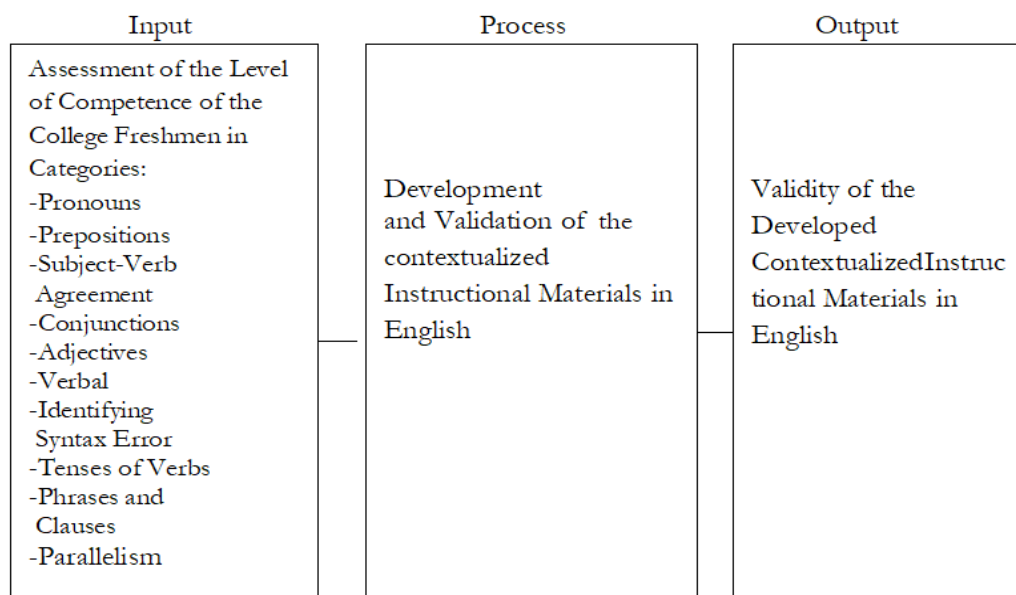 Input
Assessment of the Level
of Competence of the
College Freshmen in
Categories:
-Pronouns
-Prepositions
-Subject-Verb
Agreement
-Conjunctions
-Adjectives
-Verbal
-Identifying
Syntax Error
-Tenses of Verbs
-Phrases and
Clauses
-Parallelism
Process
Development
and Validation of the
contextualized
Instructional Materials in
English
Output
Validity of the
Developed
ContextualizedInstruc
tional Materials in
English